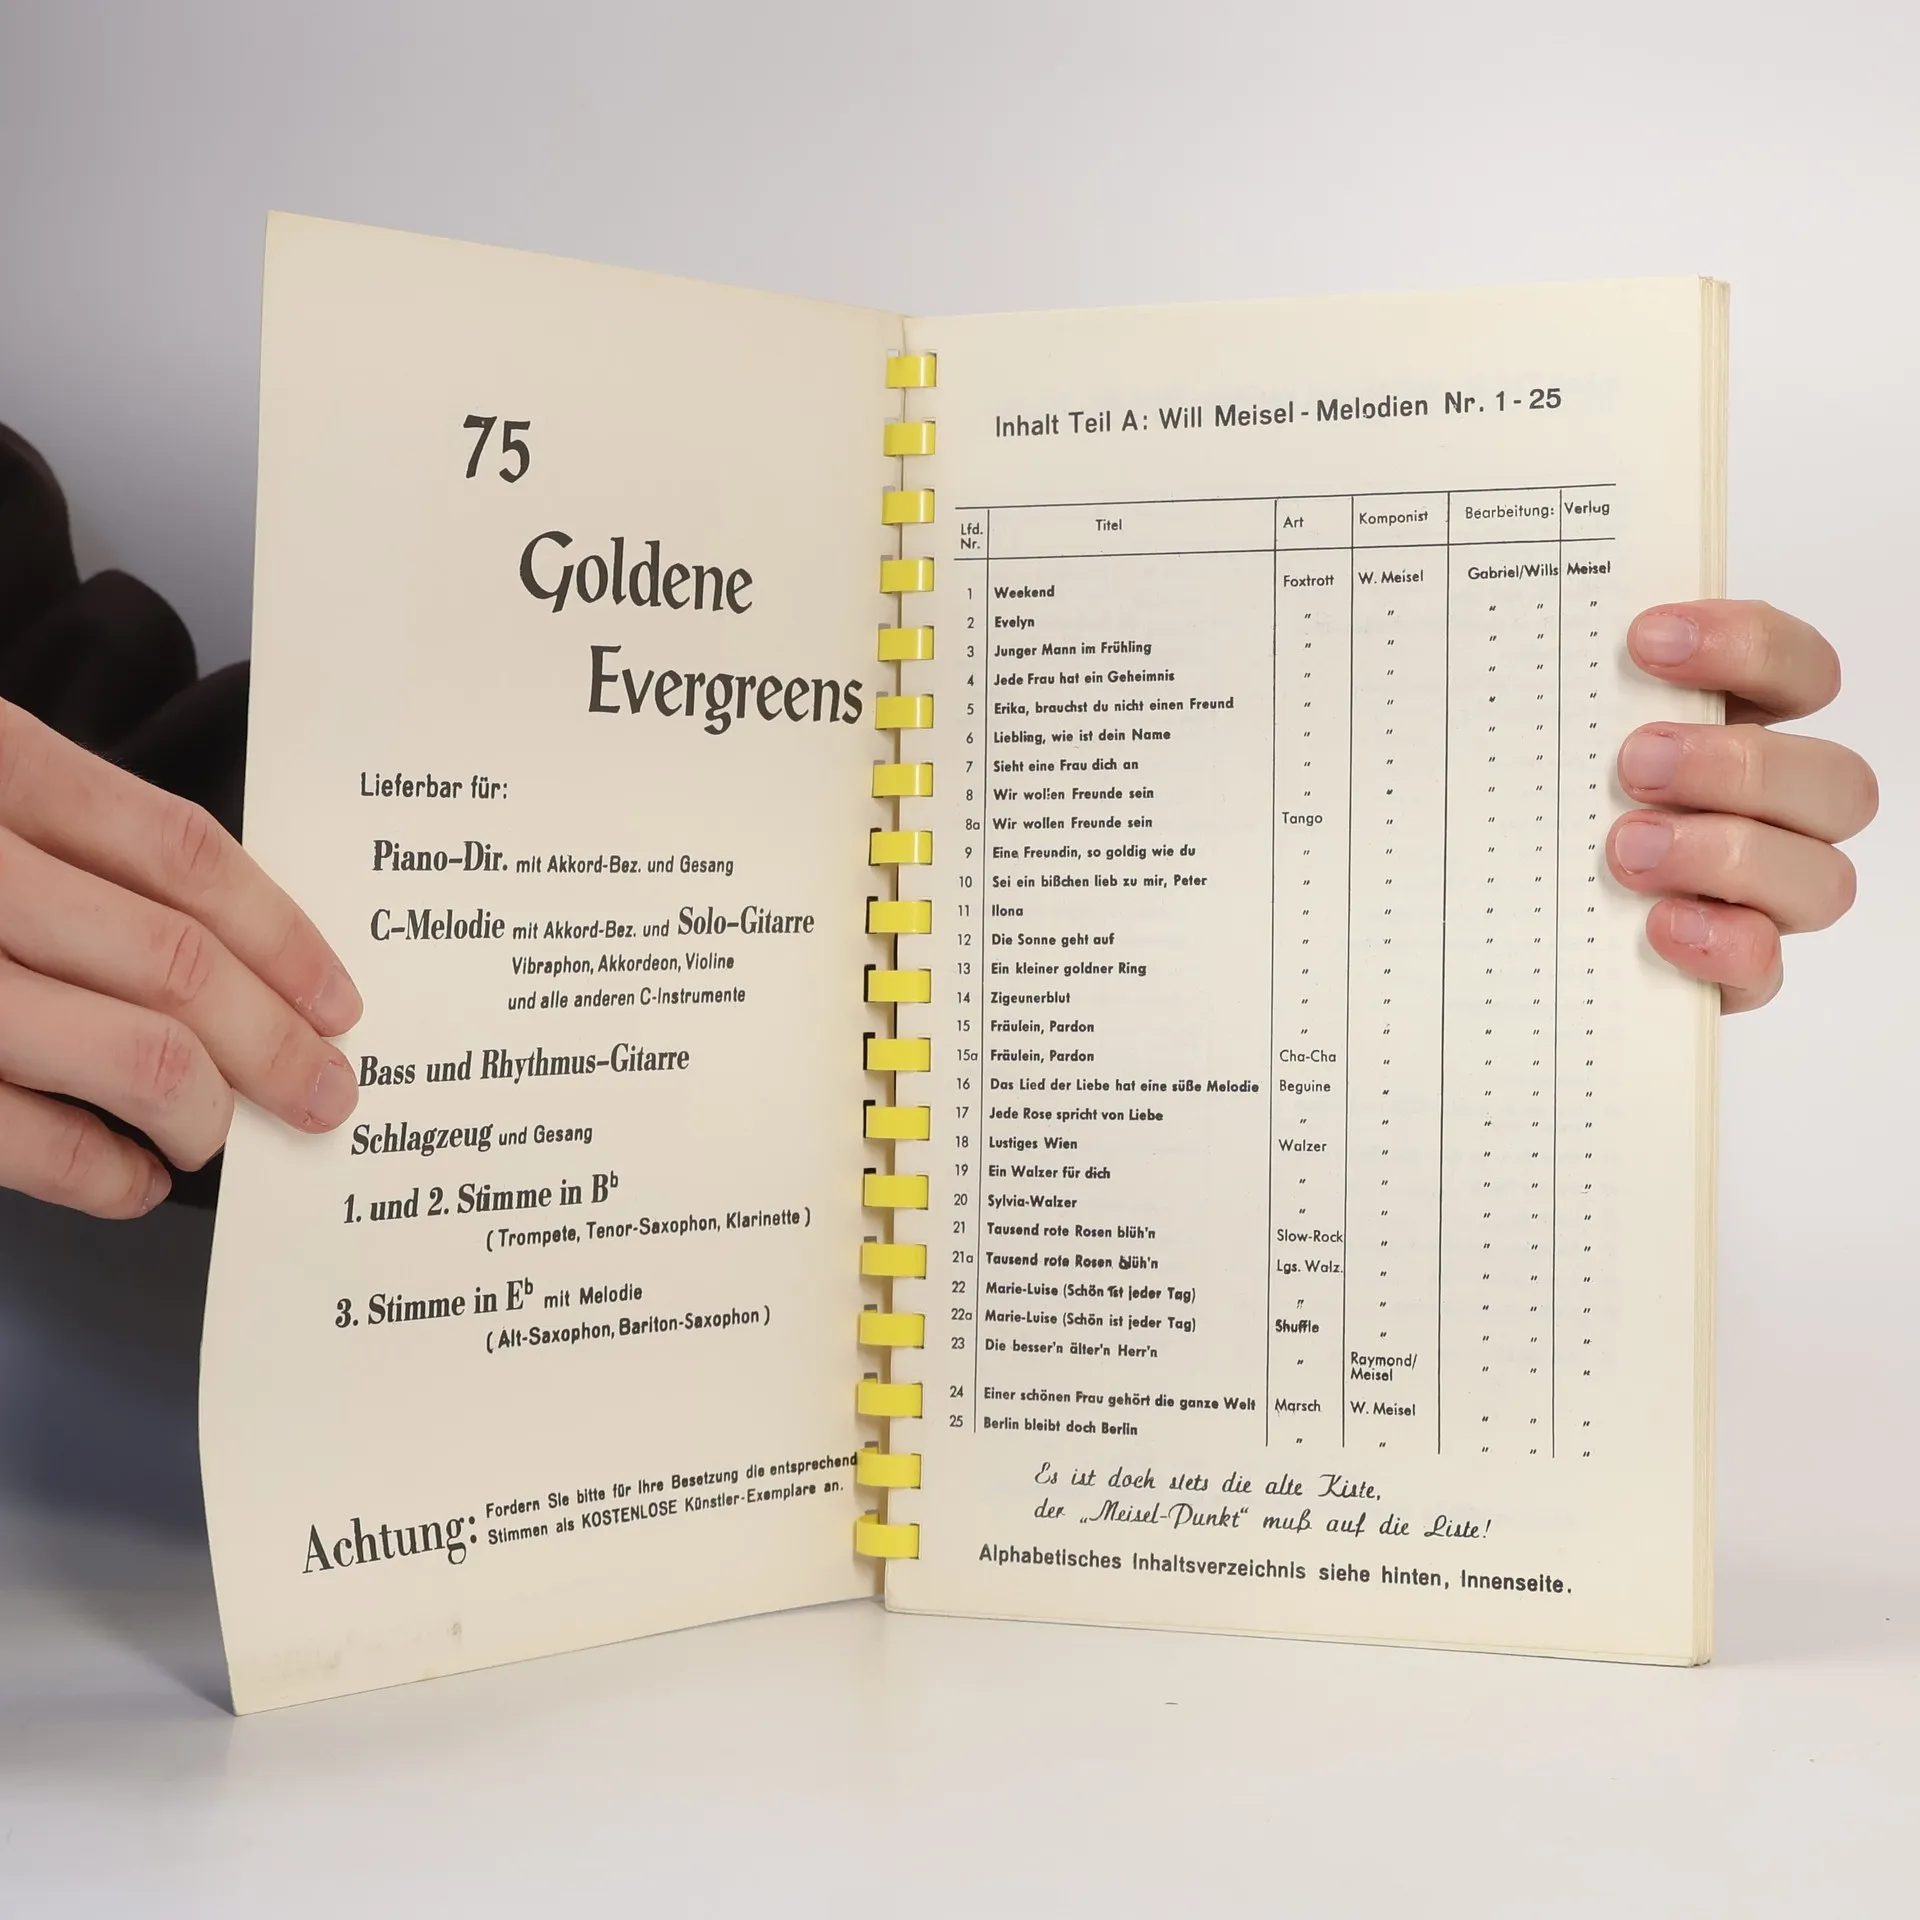 75
Goldene
Evergreens
Lieferbar für:
Piano-Dir. mit Akkord-Bez. und Gesang
C-Melodie mit Akkord-Bez. und Solo-Gitarre
Vibraphon, Akkordeon, Violine
und alle anderen C-Instrumente
Bass und Rhythmus-Gitarre
Schlagzeug und Gesang
1. und 2. Stimme in Bb
( Trompete, Tenor-Saxophon, Klarinette )
3. Stimme in Eb mit Melodie
( Alt-Saxophon, Bariton-Saxophon )
Achtung: Fordern Sie bitte für Ihre Besetzung die entsprechend
Stimmen als KOSTENLOSE Künstler-Exemplare an.
Inhalt Teil A: Will Meisel - Melodien Nr. 1 - 25
Lfd. Nr. Titel Art Komponist Bearbeitung: Verlag
1 Weekend Foxtrott W. Meisel Gabriel/Wills Meisel
2 Evelyn " " " " "
3 Junger Mann im Frühling " " " " "
4 Jede Frau hat ein Geheimnis " " " " "
5 Erika, brauchst du nicht einen Freund " " " " "
6 Liebling, wie ist dein Name " " " " "
7 Sieht eine Frau dich an " " " " "
8 Wir wollen Freunde sein " " " " "
8a Wir wollen Freunde sein Tango " " " "
9 Eine Freundin, so goldig wie du " " " " "
10 Sei ein bißchen lieb zu mir, Peter " " " " "
11 Ilona " " " " "
12 Die Sonne geht auf " " " " "
13 Ein kleiner goldner Ring " " " " "
14 Zigeunerblut " " " " "
15 Fräulein, Pardon " " " " "
15a Fräulein, Pardon Cha-Cha " " " "
16 Das Lied der Liebe hat eine süße Melodie Beguine " " " "
17 Jede Rose spricht von Liebe " " " " "
18 Lustiges Wien Walzer " " " "
19 Ein Walzer für dich " " " " "
20 Sylvia-Walzer " " " " "
21 Tausend rote Rosen blüh'n Slow-Rock " " " "
21a Tausend rote Rosen blüh'n Lgs. Walz. " " " "
22 Marie-Luise (Schön ist jeder Tag) " " " " "
22a Marie-Luise (Schön ist jeder Tag) Shuffle " " " "
23 Die besser'n älter'n Herr'n " Raymond/ Meisel " " "
24 Einer schönen Frau gehört die ganze Welt Marsch W. Meisel " " "
25 Berlin bleibt doch Berlin " " " " "
Es ist doch stets die alte Kiste,
der „Meisel-Punkt“ muß auf die Liste!
Alphabetisches Inhaltsverzeichnis siehe hinten, Innenseite.